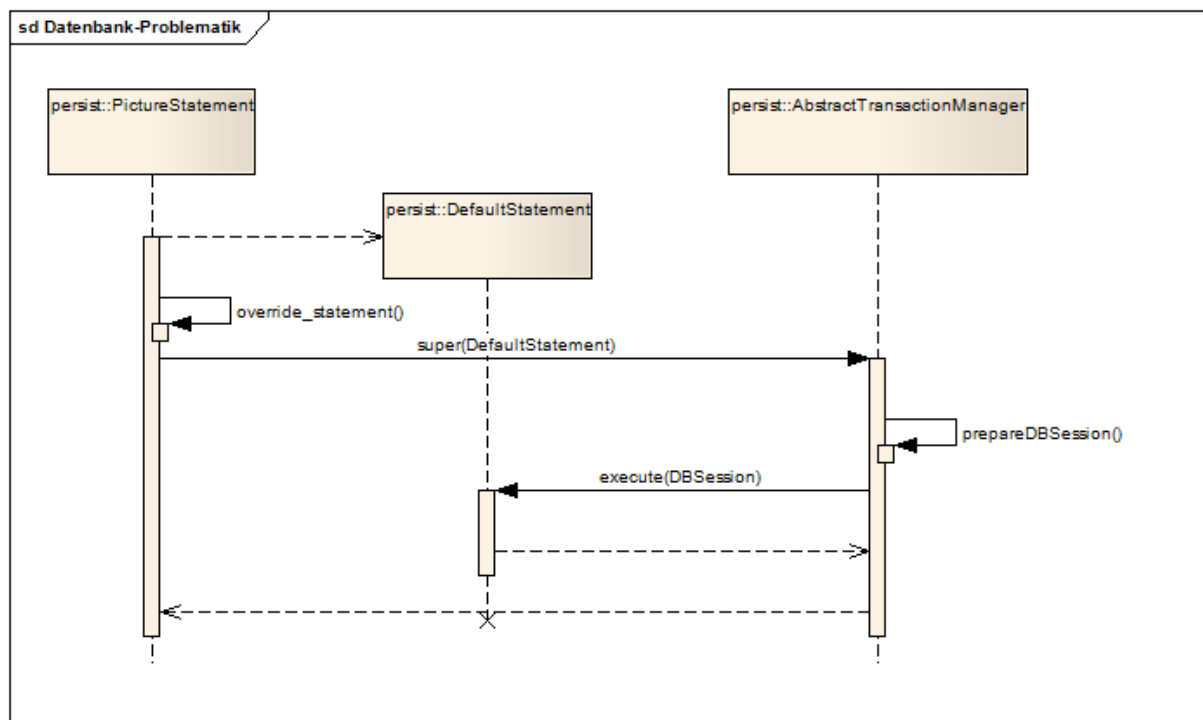 sd Datenbank-Problematik
persist::PictureStatement
persist::AbstractTransactionManager
persist::DefaultStatement
override_statement()
super(DefaultStatement)
prepareDBSession()
execute(DBSession)